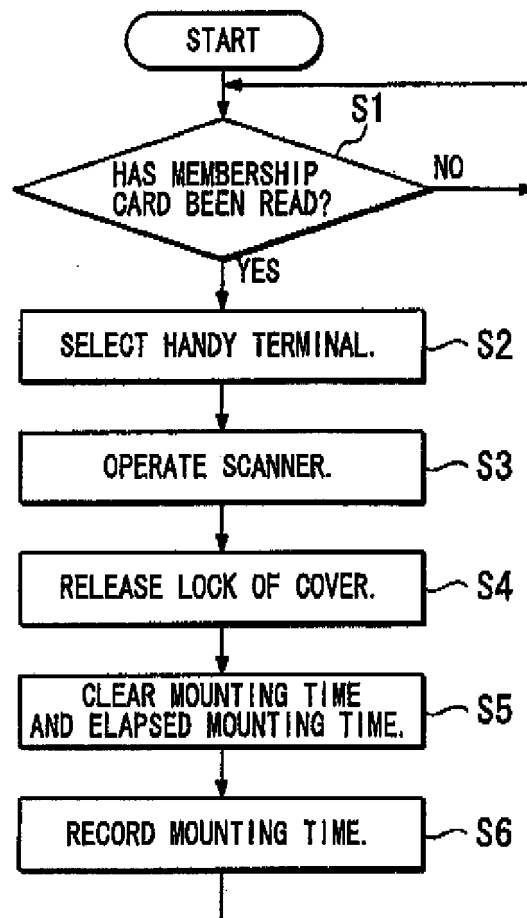 START
S1
HAS MEMBERSHIP
CARD BEEN READ?
NO
YES
SELECT HANDY TERMINAL.
S2
OPERATE SCANNER.
S3
RELEASE LOCK OF COVER.
S4
CLEAR MOUNTING TIME
AND ELAPSED MOUNTING TIME.
S5
RECORD MOUNTING TIME.
S6